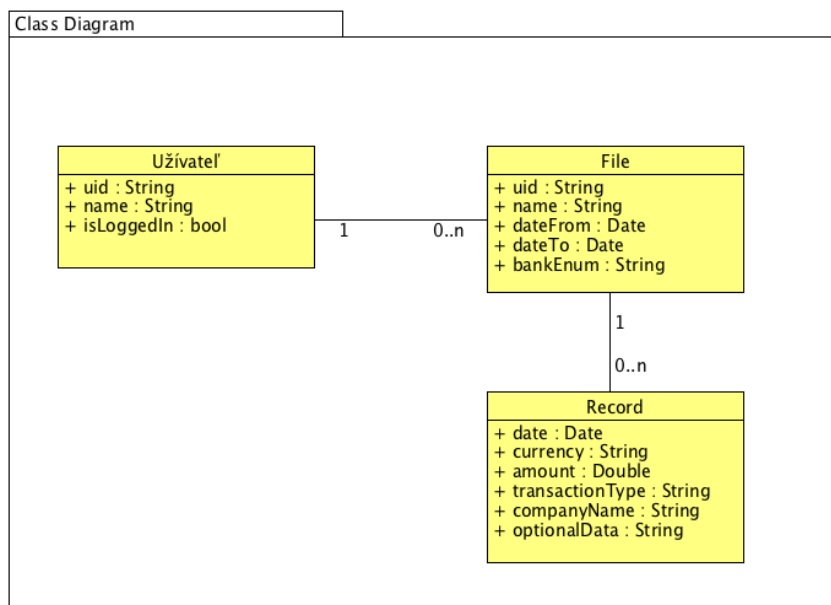 Class Diagram
Užívateľ
+ uid : String
+ name : String
+ isLoggedIn : bool
1
0..n
File
+ uid : String
+ name : String
+ dateFrom : Date
+ dateTo : Date
+ bankEnum : String
1
0..n
Record
+ date : Date
+ currency : String
+ amount : Double
+ transactionType : String
+ companyName : String
+ optionalData : String